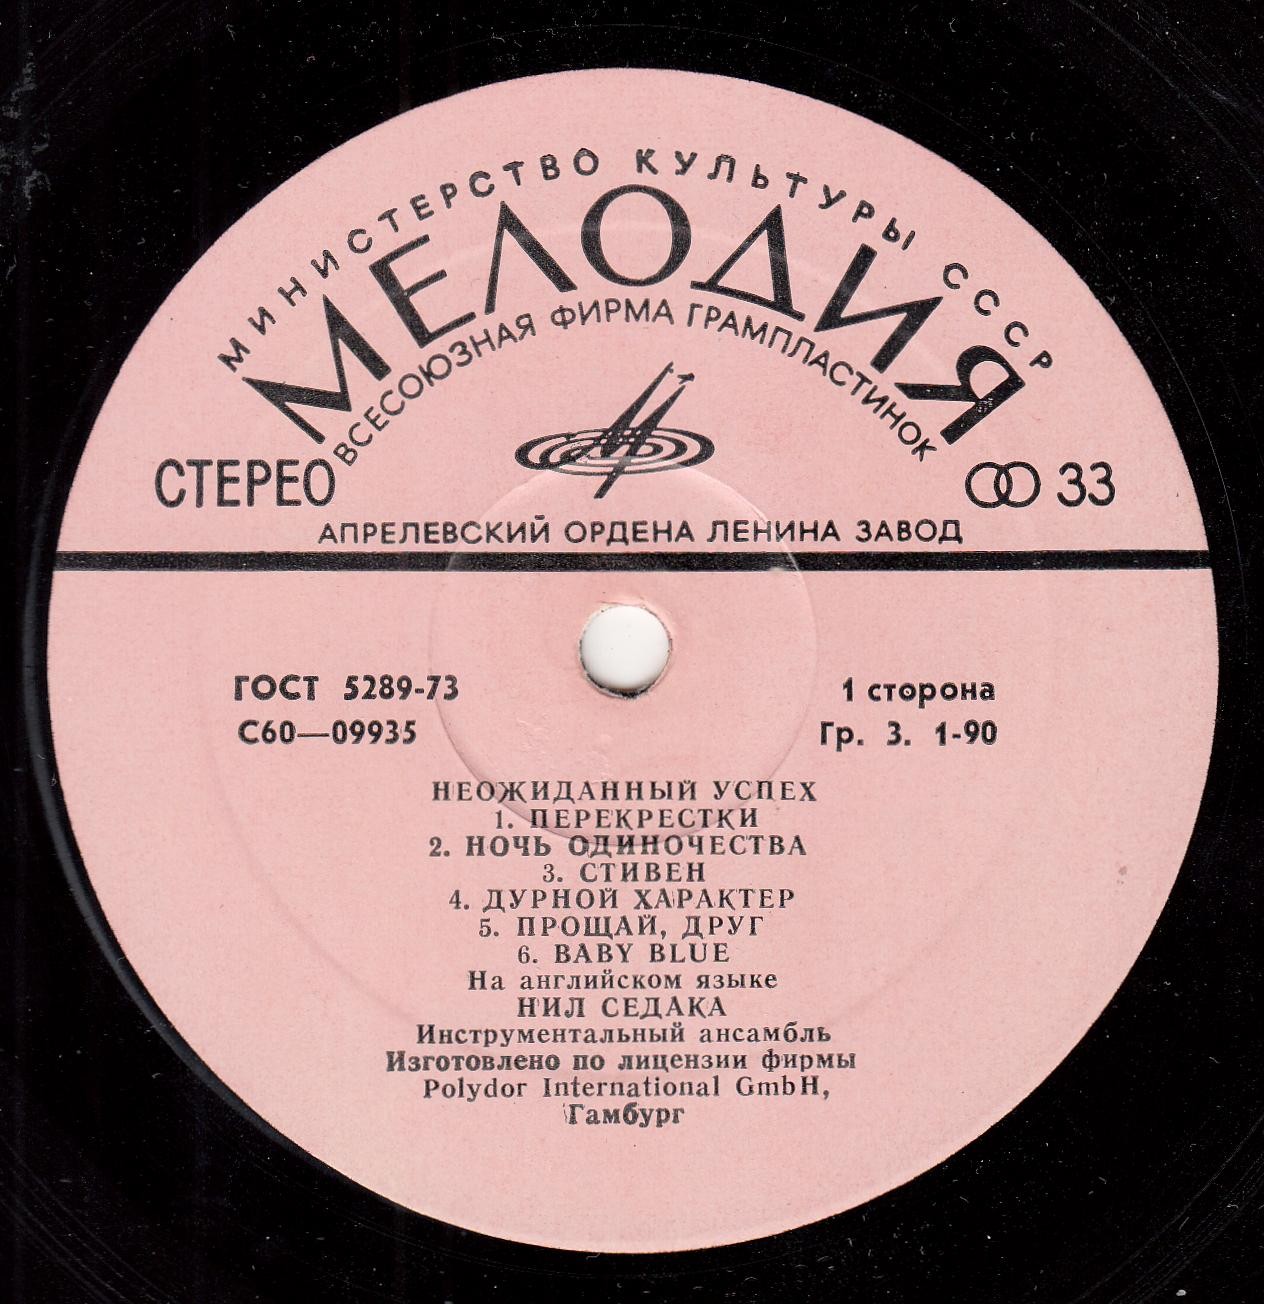 МИНИСТЕРСТВО КУЛЬТУРЫ СССР
МЕЛОДИЯ
ВСЕСОЮЗНАЯ ФИРМА ГРАМПЛАСТИНОК
СТЕРЕО
33
АПРЕЛЕВСКИЙ ОРДЕНА ЛЕНИНА ЗАВОД
ГОСТ 5289-73
1 сторона
С60—09935
Гр. 3. 1-90
НЕОЖИДАННЫЙ УСПЕХ
1. ПЕРЕКРЕСТКИ
2. НОЧЬ ОДИНОЧЕСТВА
3. СТИВЕН
4. ДУРНОЙ ХАРАКТЕР
5. ПРОЩАЙ, ДРУГ
6. BABY BLUE
На английском языке
НИЛ СЕДАКА
Инструментальный ансамбль
Изготовлено по лицензии фирмы
Polydor International GmbH,
Гамбург